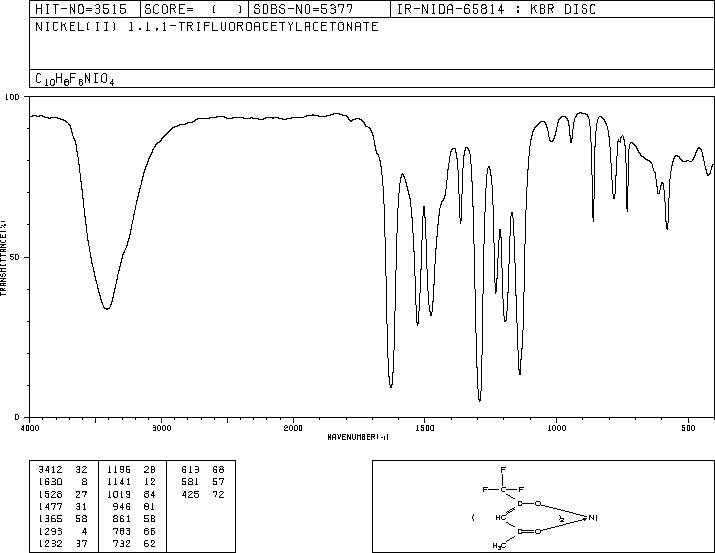 HIT-NO=3515 SCORE= ( ) SDBS-NO=5377 IR-NIDA-65814 : KBR DISC
NICKEL(II) 1,1,1-TRIFLUOROACETYLACETONATE
C10H8F6NIO4
100
50
0
TRANSMITTANCE(%)
4000 3000 2000 1500 1000 500
WAVENUMBER(-1)
3412 32 1196 28 613 68
1630 8 1141 12 581 57
1528 27 1019 84 425 72
1477 31 946 81
1365 58 861 58
1293 4 783 66
1232 37 732 62
F
F C F
C O
( HC )2 Ni
C O
H3C